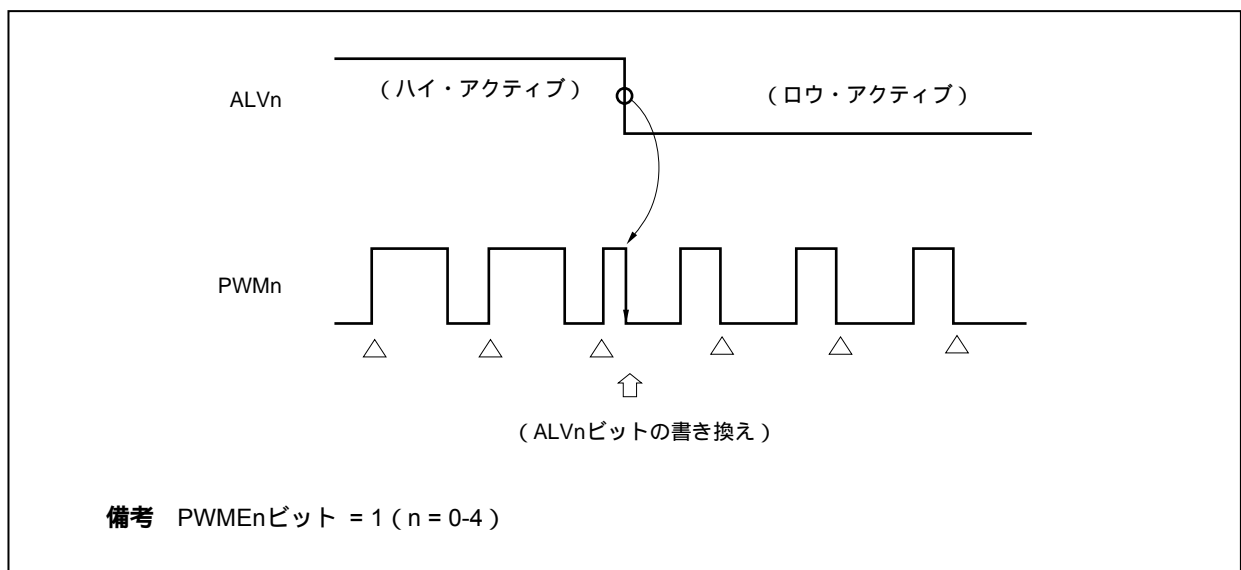 ALVn
（ハイ・アクティブ）
（ロウ・アクティブ）
PWMn
（ALVnビットの書き換え）
備考 PWMEnビット = 1（n = 0-4）